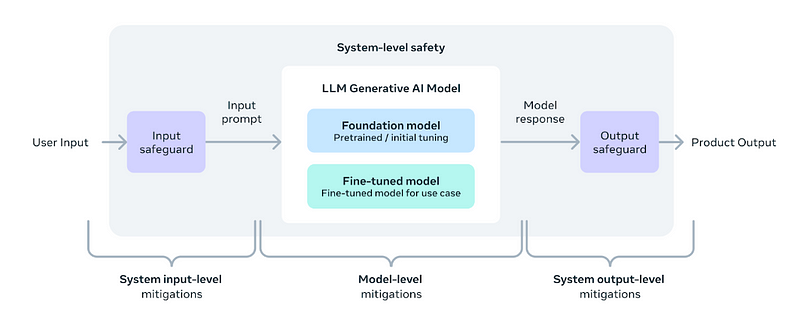 System-level safety
LLM Generative AI Model
User Input
Input
safeguard
Input
prompt
Foundation model
Pretrained / initial tuning
Fine-tuned model
Fine-tuned model for use case
Model
response
Output
safeguard
Product Output
System input-level
mitigations
Model-level
mitigations
System output-level
mitigations